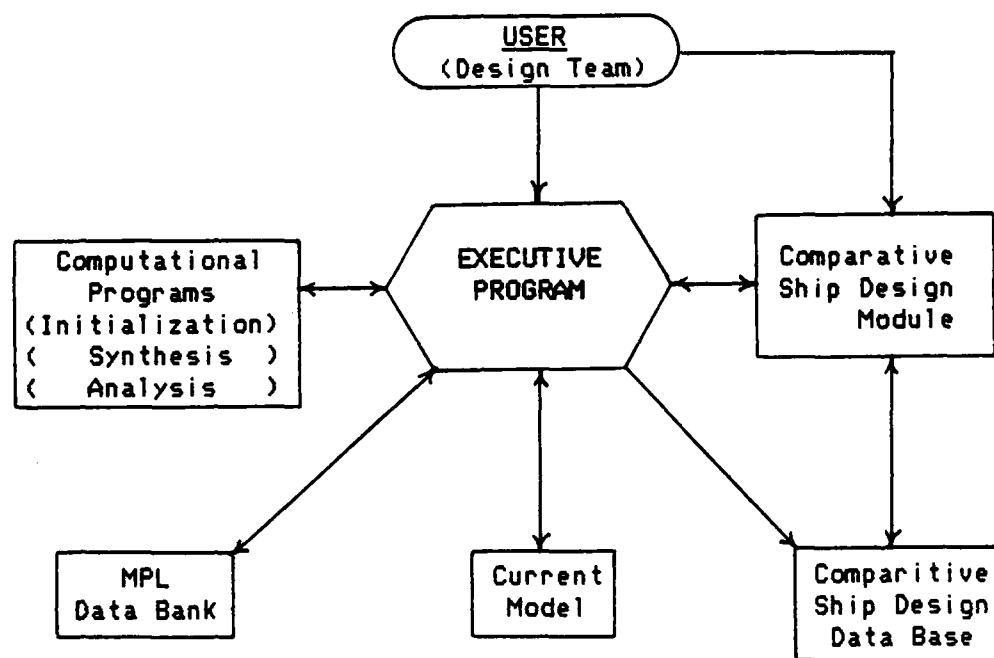 USER
(Design Team)
EXECUTIVE
PROGRAM
Computational
Programs
(Initialization)
( Synthesis )
( Analysis )
Comparative
Ship Design
Module
MPL
Data Bank
Current
Model
Comparitive
Ship Design
Data Base